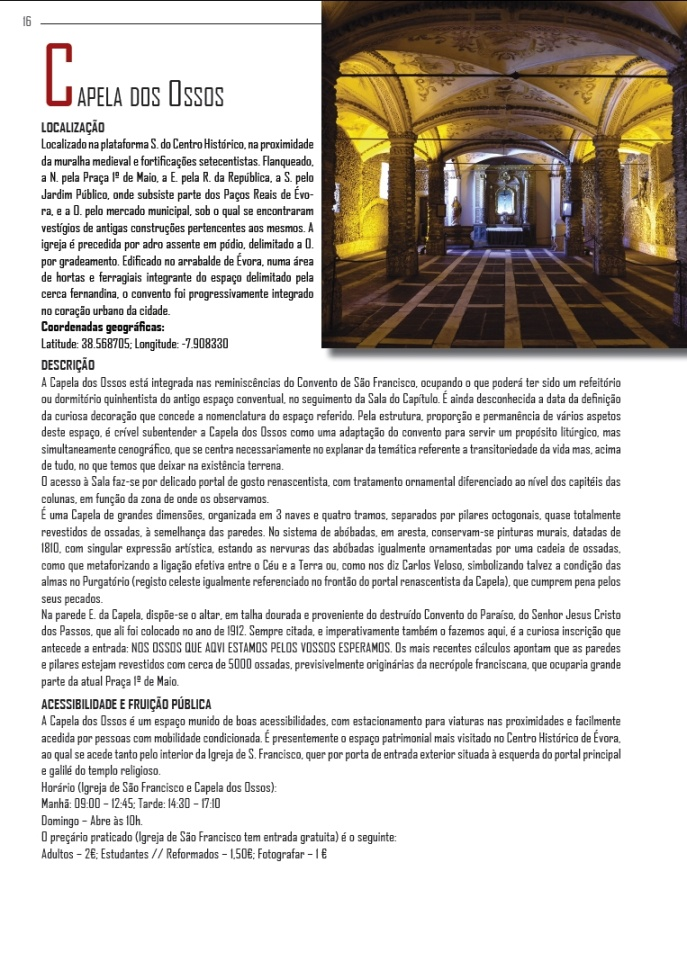 16
CAPELA DOS OSSOS
LOCALIZAÇÃO
Localizado na plataforma S. do Centro Histórico, na proximidade
da muralha medieval e fortificações setecentistas. Flanqueado,
a N. pela Praça 1º de Maio, a E. pela R. da República, a S. pelo
Jardim Público, onde subsiste parte dos Paços Reais de Évo-
ra, e a O. pelo mercado municipal, sob o qual se encontraram
vestígios de antigas construções pertencentes aos mesmos. A
igreja é precedida por adro assente em pódio, delimitado a O.
por gradeamento. Edificado no arrabalde de Évora, numa área
de hortas e ferragiais integrante do espaço delimitado pela
cerca fernandina, o convento foi progressivamente integrado
no coração urbano da cidade.
Coordenadas geográficas:
Latitude: 38.568705; Longitude: -7.908330
DESCRIÇÃO
A Capela dos Ossos está integrada nas reminiscências do Convento de São Francisco, ocupando o que poderá ter sido um refeitório
ou dormitório quinhentista do antigo espaço conventual, no seguimento da Sala do Capítulo. É ainda desconhecida a data da definição
da curiosa decoração que concede a nomenclatura do espaço referido. Pela estrutura, proporção e permanência de vários aspetos
deste espaço, é crível subentender a Capela dos Ossos como uma adaptação do convento para servir um propósito litúrgico, mas
simultaneamente cenográfico, que se centra necessariamente no explanar da temática referente a transitoriedade da vida mas, acima
de tudo, no que temos que deixar na existência terrena.
O acesso à Sala faz-se por delicado portal de gosto renascentista, com tratamento ornamental diferenciado ao nível dos capitéis das
colunas, em função da zona de onde os observamos.
É uma Capela de grandes dimensões, organizada em 3 naves e quatro tramos, separados por pilares octogonais, quase totalmente
revestidos de ossadas, à semelhança das paredes. No sistema de abóbadas, em aresta, conservam-se pinturas murais, datadas de
1810, com singular expressão artística, estando as nervuras das abóbadas igualmente ornamentadas por uma cadeia de ossadas,
como que metaforizando a ligação efetiva entre o Céu e a Terra ou, como nos diz Carlos Veloso, simbolizando talvez a condição das
almas no Purgatório (registo celeste igualmente referenciado no frontão do portal renascentista da Capela), que cumprem pena pelos
seus pecados.
Na parede E. da Capela, dispõe-se o altar, em talha dourada e proveniente do destruído Convento do Paraíso, do Senhor Jesus Cristo
dos Passos, que ali foi colocado no ano de 1912. Sempre citada, e imperativamente também o fazemos aqui, é a curiosa inscrição que
antecede a entrada: NOS OSSOS QUE AQVI ESTAMOS PELOS VOSSOS ESPERAMOS. Os mais recentes cálculos apontam que as paredes
e pilares estejam revestidos com cerca de 5000 ossadas, previsivelmente originárias da necrópole franciscana, que ocuparia grande
parte da atual Praça 1º de Maio.
ACESSIBILIDADE E FRUIÇÃO PÚBLICA
A Capela dos Ossos é um espaço munido de boas acessibilidades, com estacionamento para viaturas nas proximidades e facilmente
acedida por pessoas com mobilidade condicionada. É presentemente o espaço patrimonial mais visitado no Centro Histórico de Évora,
ao qual se acede tanto pelo interior da Igreja de S. Francisco, quer por porta de entrada exterior situada à esquerda do portal principal
e galilé do templo religioso.
Horário (Igreja de São Francisco e Capela dos Ossos):
Manhã: 09:00 – 12:45; Tarde: 14:30 – 17:10
Domingo – Abre às 10h.
O preçário praticado (Igreja de São Francisco tem entrada gratuita) é o seguinte:
Adultos – 2€; Estudantes // Reformados – 1,50€; Fotografar – 1 €